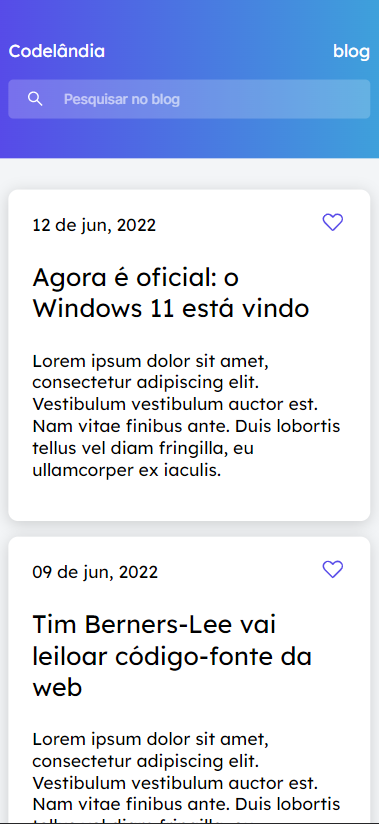 Codelândia blog
Pesquisar no blog
12 de jun, 2022
Agora é oficial: o
Windows 11 está vindo
Lorem ipsum dolor sit amet,
consectetur adipiscing elit.
Vestibulum vestibulum auctor est.
Nam vitae finibus ante. Duis lobortis
tellus vel diam fringilla, eu
ullamcorper ex iaculis.
09 de jun, 2022
Tim Berners-Lee vai
leiloar código-fonte da
web
Lorem ipsum dolor sit amet,
consectetur adipiscing elit.
Vestibulum vestibulum auctor est.
Nam vitae finibus ante. Duis lobortis